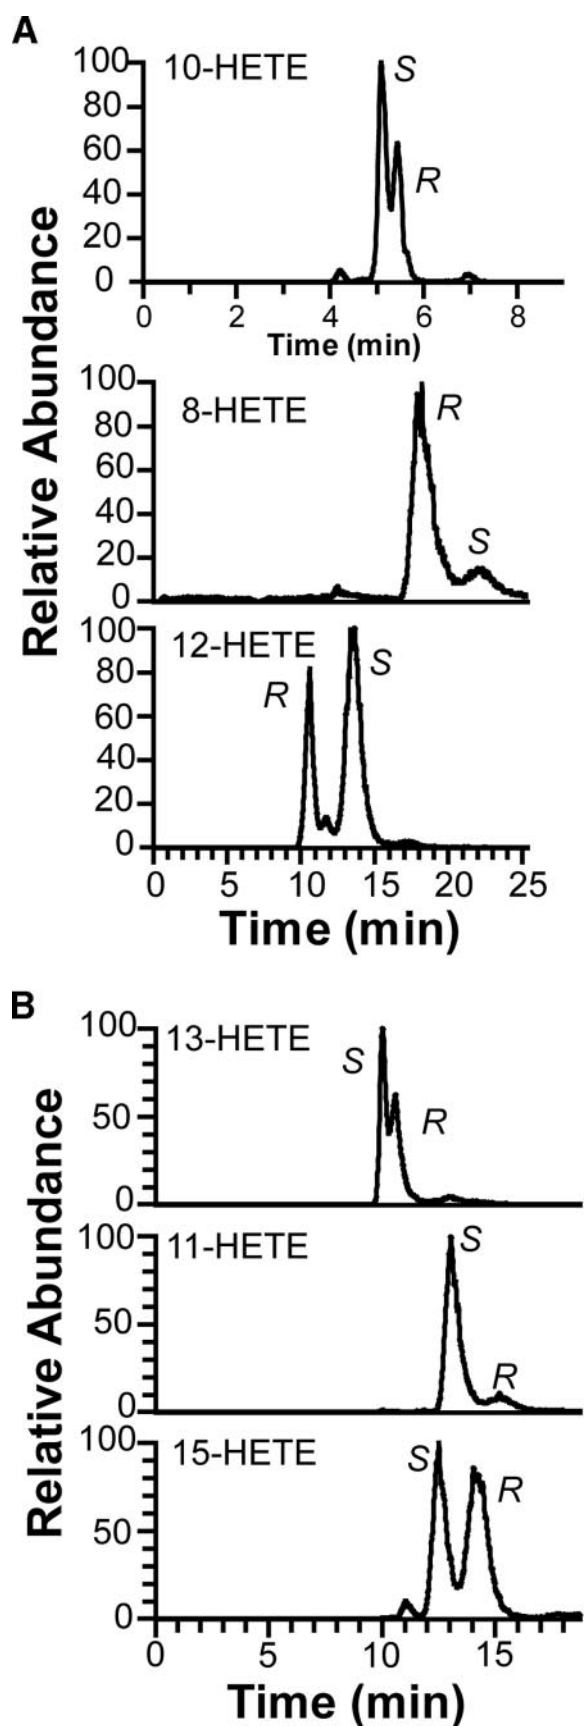 A
Relative Abundance
10-HETE
S
R
100
80
60
40
20
0
0 2 4 6 8
Time (min)
8-HETE
R
S
100
80
60
40
20
0
12-HETE
R
S
100
80
60
40
20
0
0 5 10 15 20 25
Time (min)
B
Relative Abundance
13-HETE
S
R
100
50
0
11-HETE
S
R
100
50
0
15-HETE
S
R
100
50
0
0 5 10 15
Time (min)